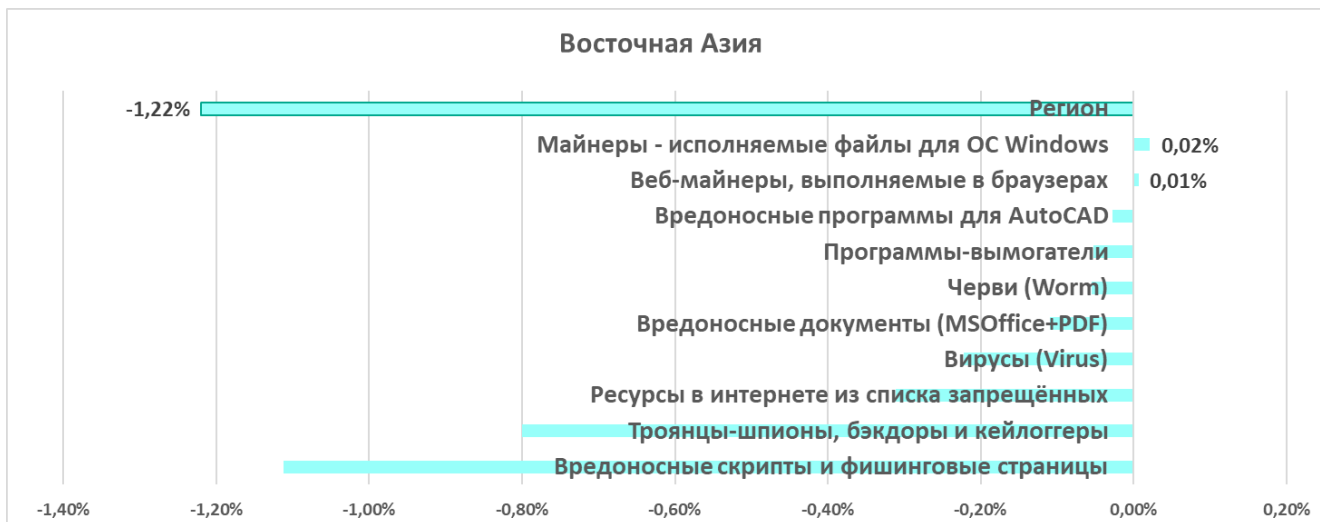 Восточная Азия
-1,22%
Регион
Майнеры - исполняемые файлы для ОС Windows
0,02%
Веб-майнеры, выполняемые в браузерах
0,01%
Вредоносные программы для AutoCAD
Программы-вымогатели
Черви (Worm)
Вредоносные документы (MSOffice+PDF)
Вирусы (Virus)
Ресурсы в интернете из списка запрещённых
Троянцы-шпионы, бэкдоры и кейлоггеры
Вредоносные скрипты и фишинговые страницы
-1,40%
-1,20%
-1,00%
-0,80%
-0,60%
-0,40%
-0,20%
0,00%
0,20%